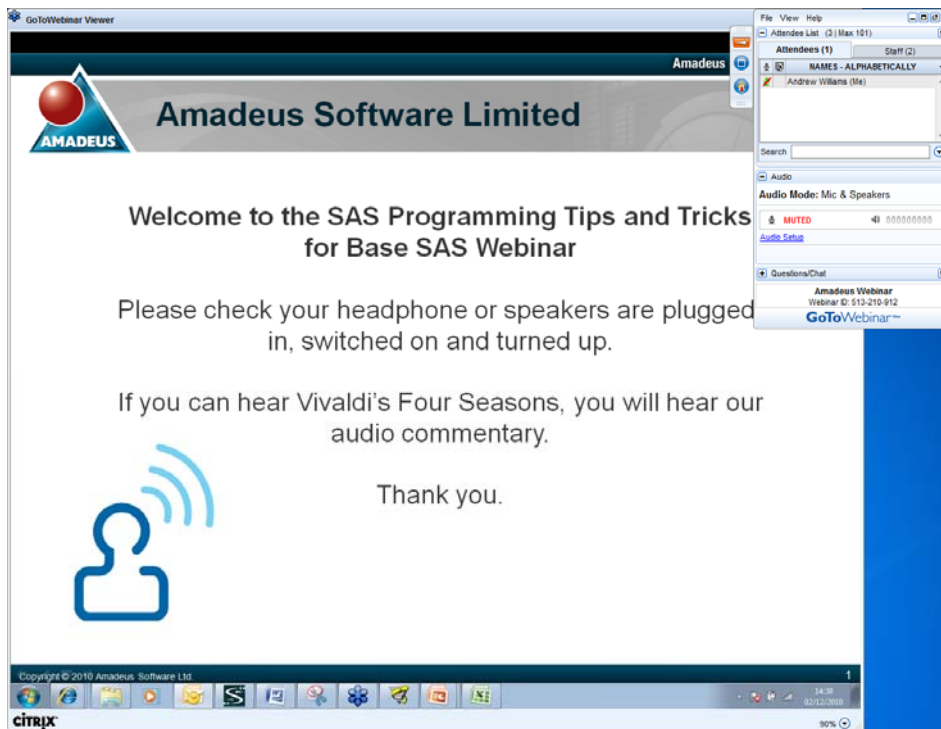 GoToWebinar Viewer
Amadeus
AMADEUS
Amadeus Software Limited
Welcome to the SAS Programming Tips and Tricks
for Base SAS Webinar
Please check your headphone or speakers are plugged
in, switched on and turned up.
If you can hear Vivaldi's Four Seasons, you will hear our
audio commentary.
Thank you.
Copyright © 2010 Amadeus Software Ltd.
1
14:38
02/12/2010
CITRIX
90%
File View Help
Attendee List (3 | Max 101)
Attendees (1)
Staff (2)
NAMES - ALPHABETICALLY
Andrew Williams (Me)
Search
Audio
Audio Mode: Mic & Speakers
MUTED
000000000
Audio Setup
Questions/Chat
Amadeus Webinar
Webinar ID: 513-210-912
GoToWebinar™